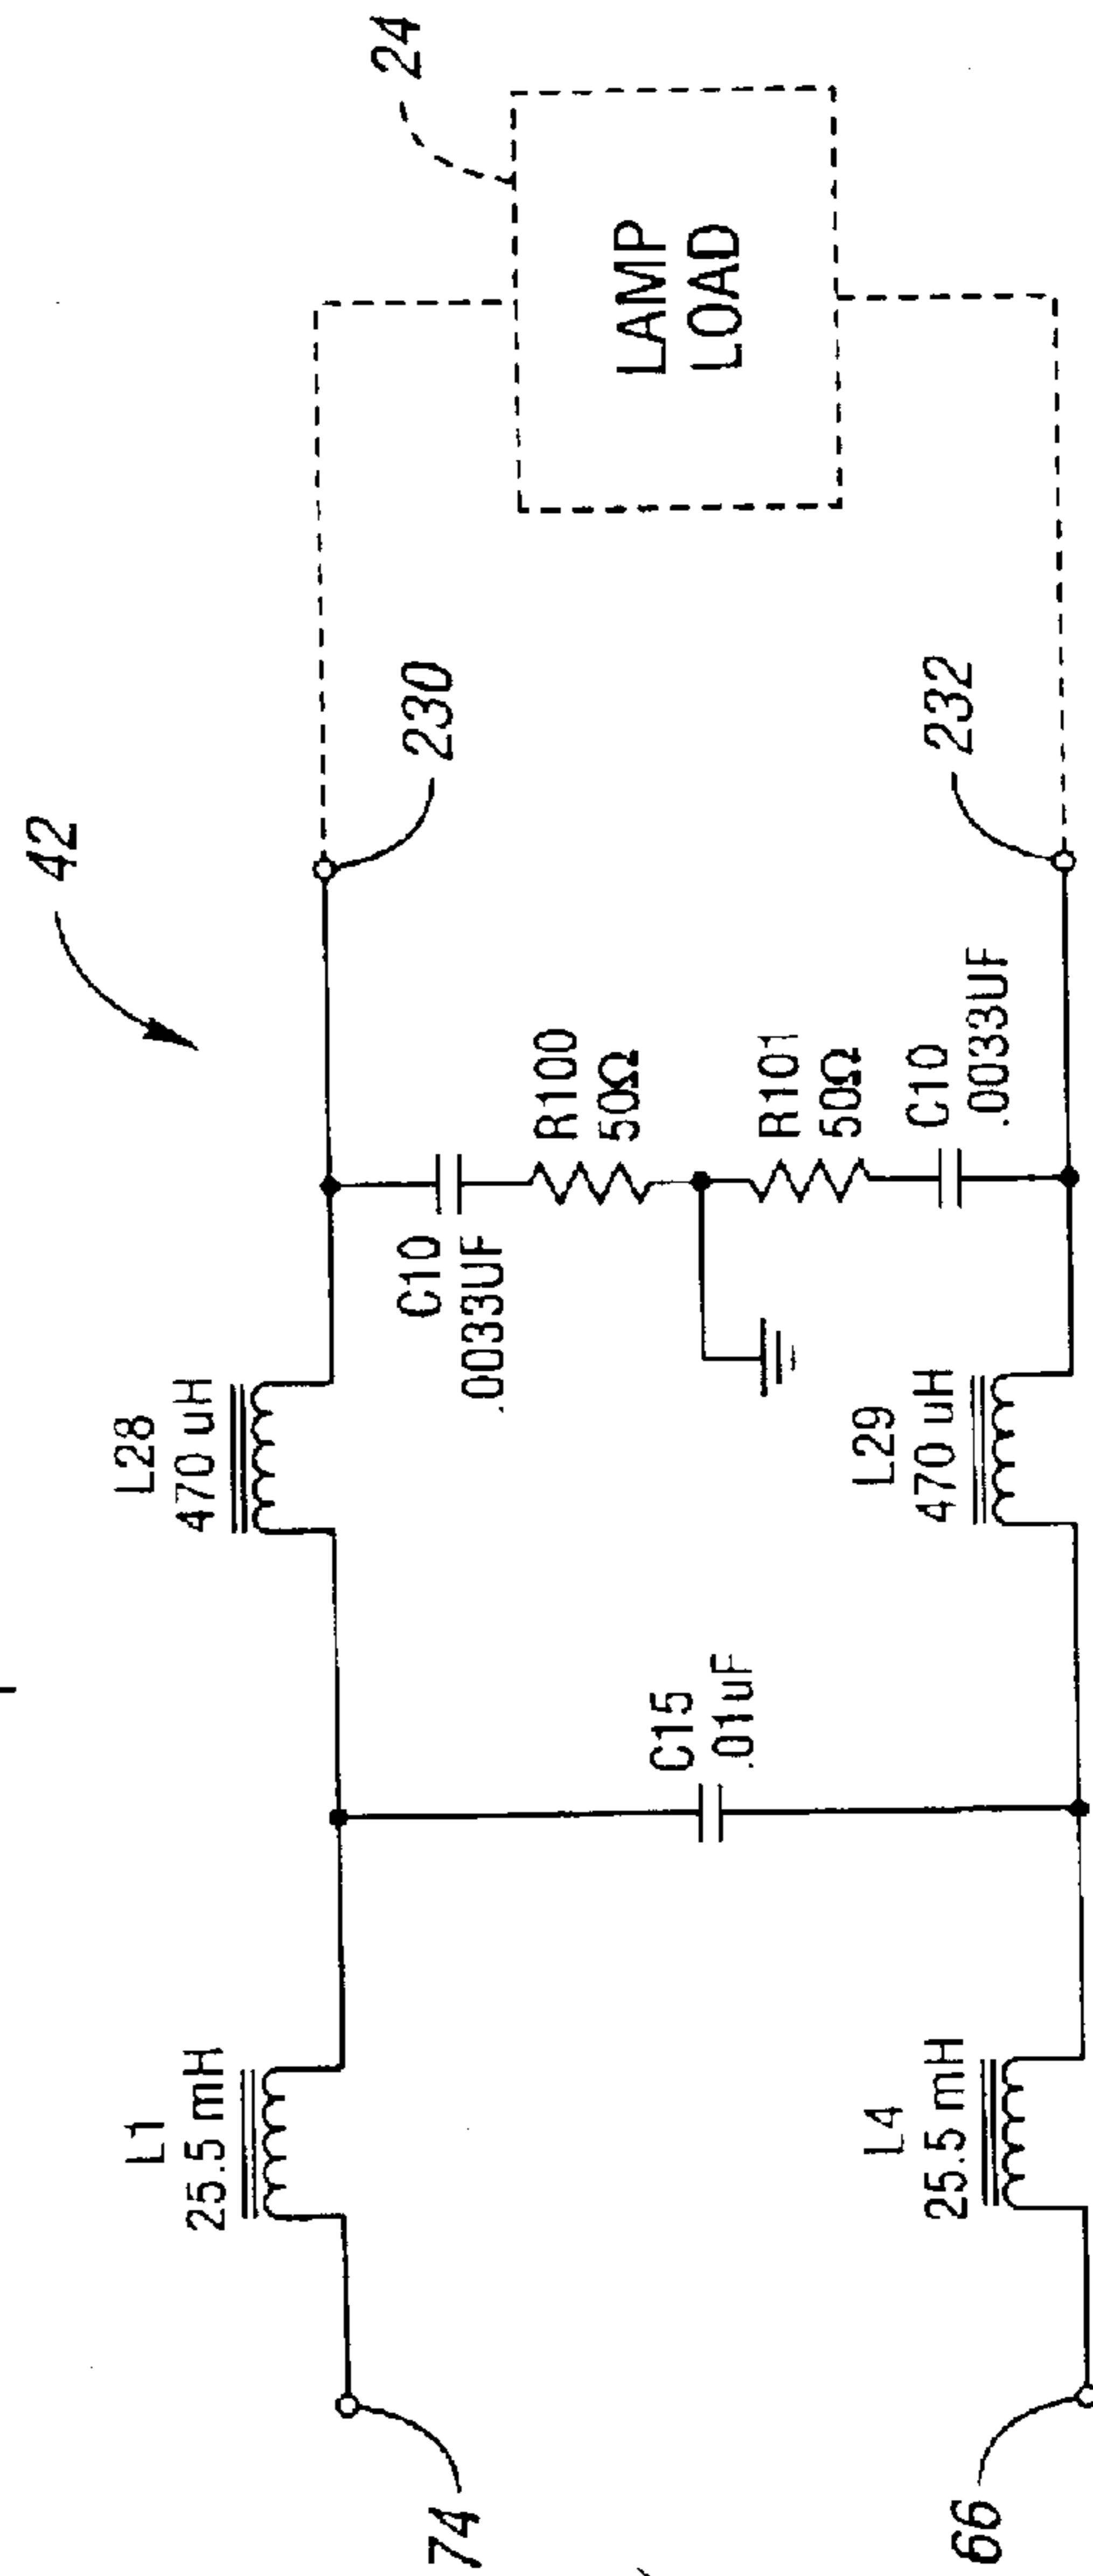 42
24
L1
25.5 mH
L28
470 uH
230
LAMP
LOAD
C10
.0033UF
R100
50Ω
C15
.01uF
R101
50Ω
C10
.0033UF
L4
25.5 mH
L29
470 uH
232
74
66